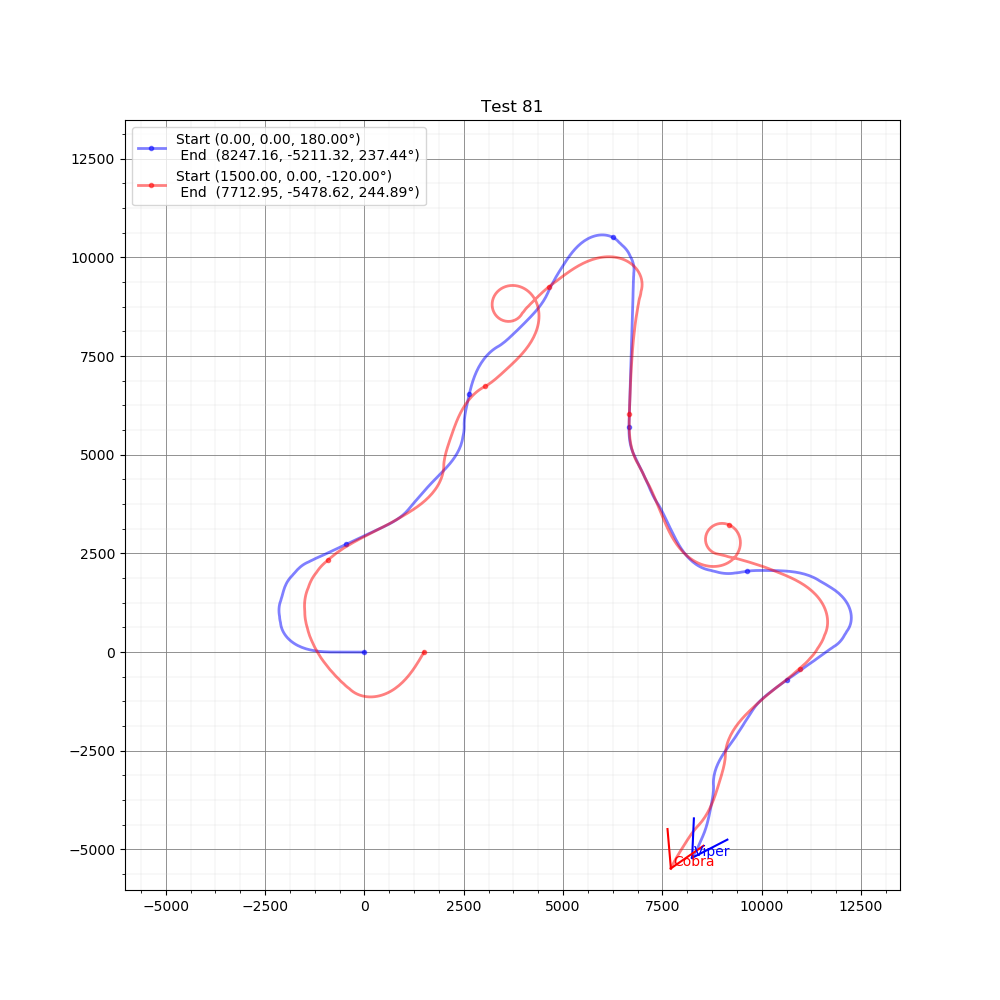 Test 81
Start (0.00, 0.00, 180.00°)
End (8247.16, -5211.32, 237.44°)
Start (1500.00, 0.00, -120.00°)
End (7712.95, -5478.62, 244.89°)
12500
10000
7500
5000
2500
0
−2500
−5000
Viper
Cobra
−5000
−2500
0
2500
5000
7500
10000
12500